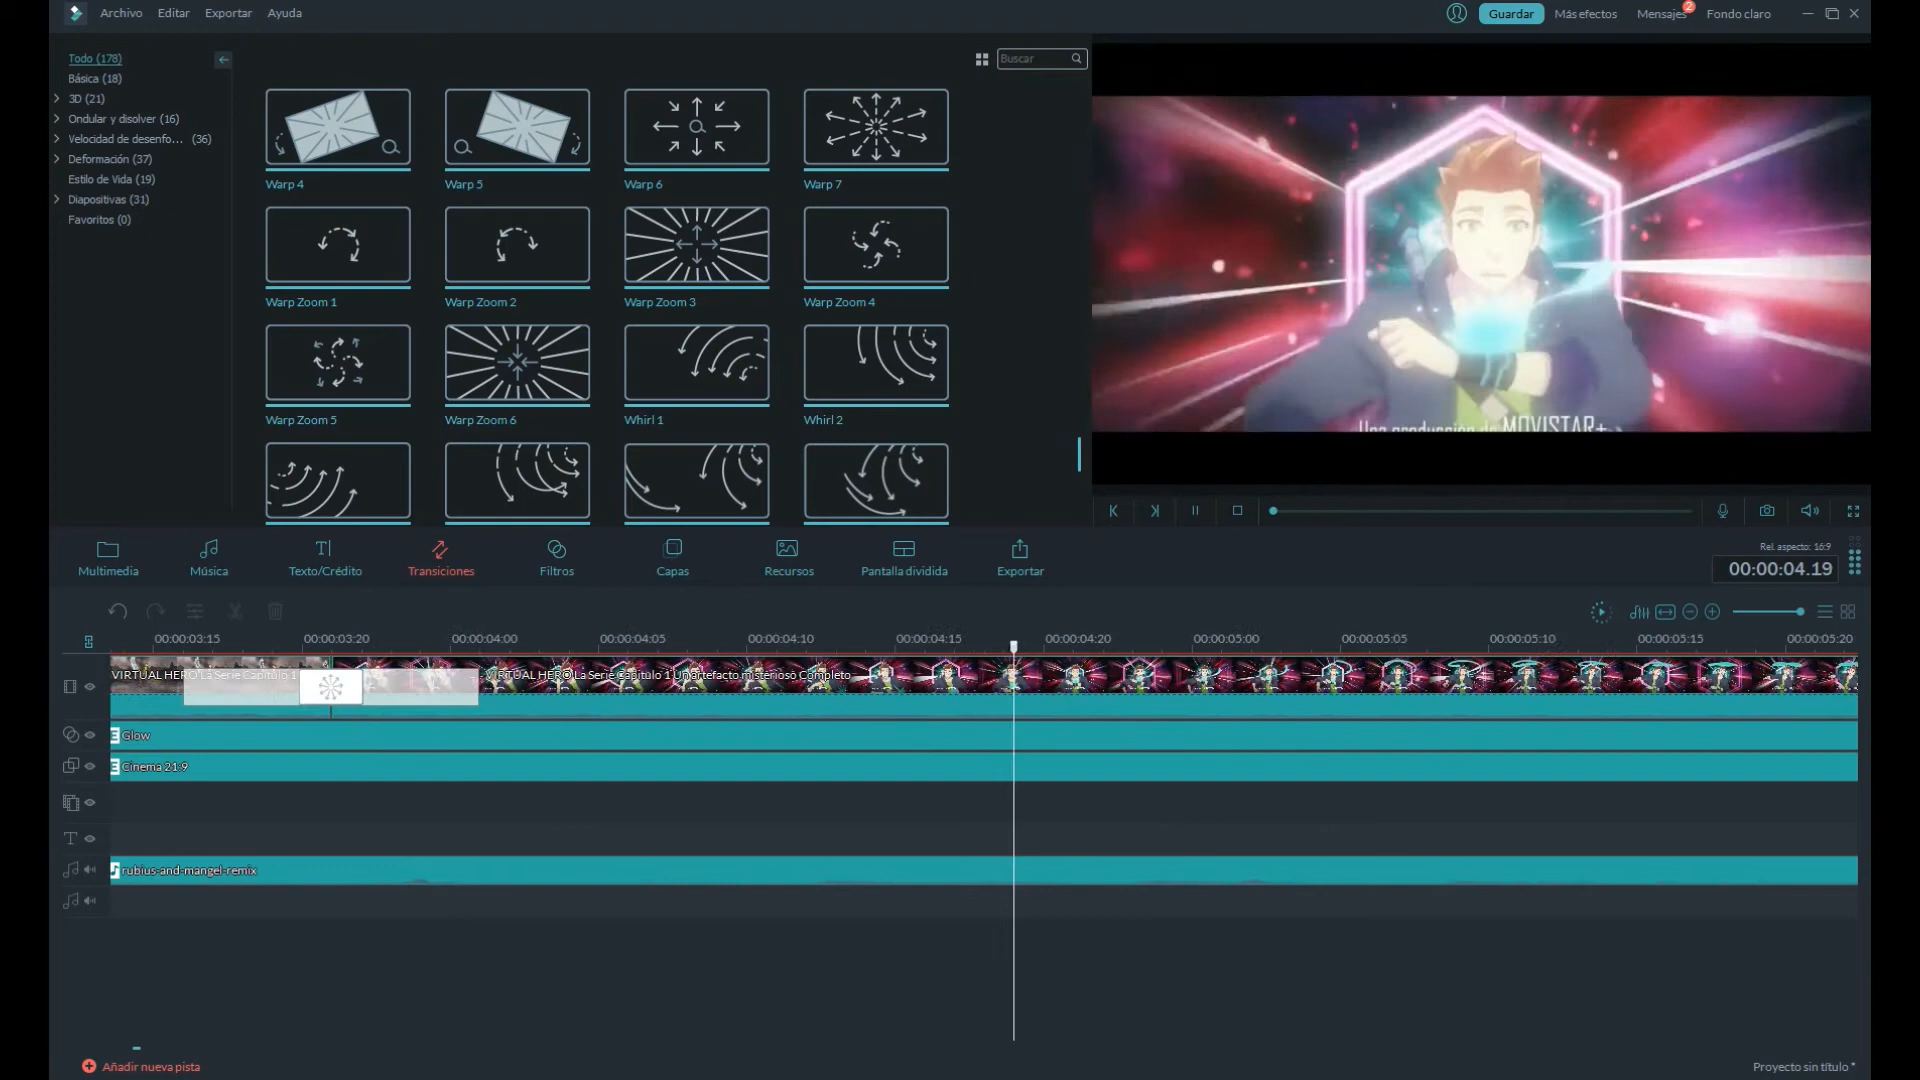 Archivo Editar Exportar Ayuda
Guardar Más efectos Mensajes 2 Fondo claro
Todo (178)
Básica (18)
3D (21)
Ondular y disolver (16)
Velocidad de desenfo... (36)
Deformación (37)
Estilo de Vida (19)
Diapositivas (31)
Favoritos (0)
Buscar
Warp 4 Warp 5 Warp 6 Warp 7
Warp Zoom 1 Warp Zoom 2 Warp Zoom 3 Warp Zoom 4
Warp Zoom 5 Warp Zoom 6 Whirl 1 Whirl 2
Una producción de MOVISTAR+
Multimedia Música Texto/Crédito Transiciones Filtros Capas Recursos Pantalla dividida Exportar
Rel. aspecto: 16:9
00:00:04.19
00:00:03:15 00:00:03:20 00:00:04:00 00:00:04:05 00:00:04:10 00:00:04:15 00:00:04:20 00:00:05:00 00:00:05:05 00:00:05:10 00:00:05:15 00:00:05:20
VIRTUAL HERO La Serie Capitulo 1
VIRTUAL HERO La Serie Capitulo 1 Un artefacto misterioso Completo
Glow
Cinema 21:9
rubius-and-mangel-remix
Añadir nueva pista
Proyecto sin título *